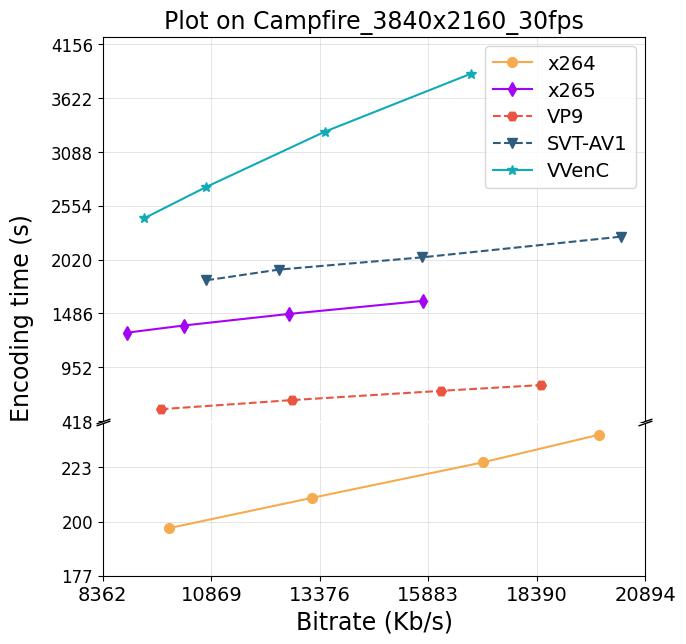 Plot on Campfire_3840x2160_30fps
4156
3622
3088
2554
2020
1486
952
418
223
200
177
Encoding time (s)
x264
x265
VP9
SVT-AV1
VVenC
8362 10869 13376 15883 18390 20894
Bitrate (Kb/s)